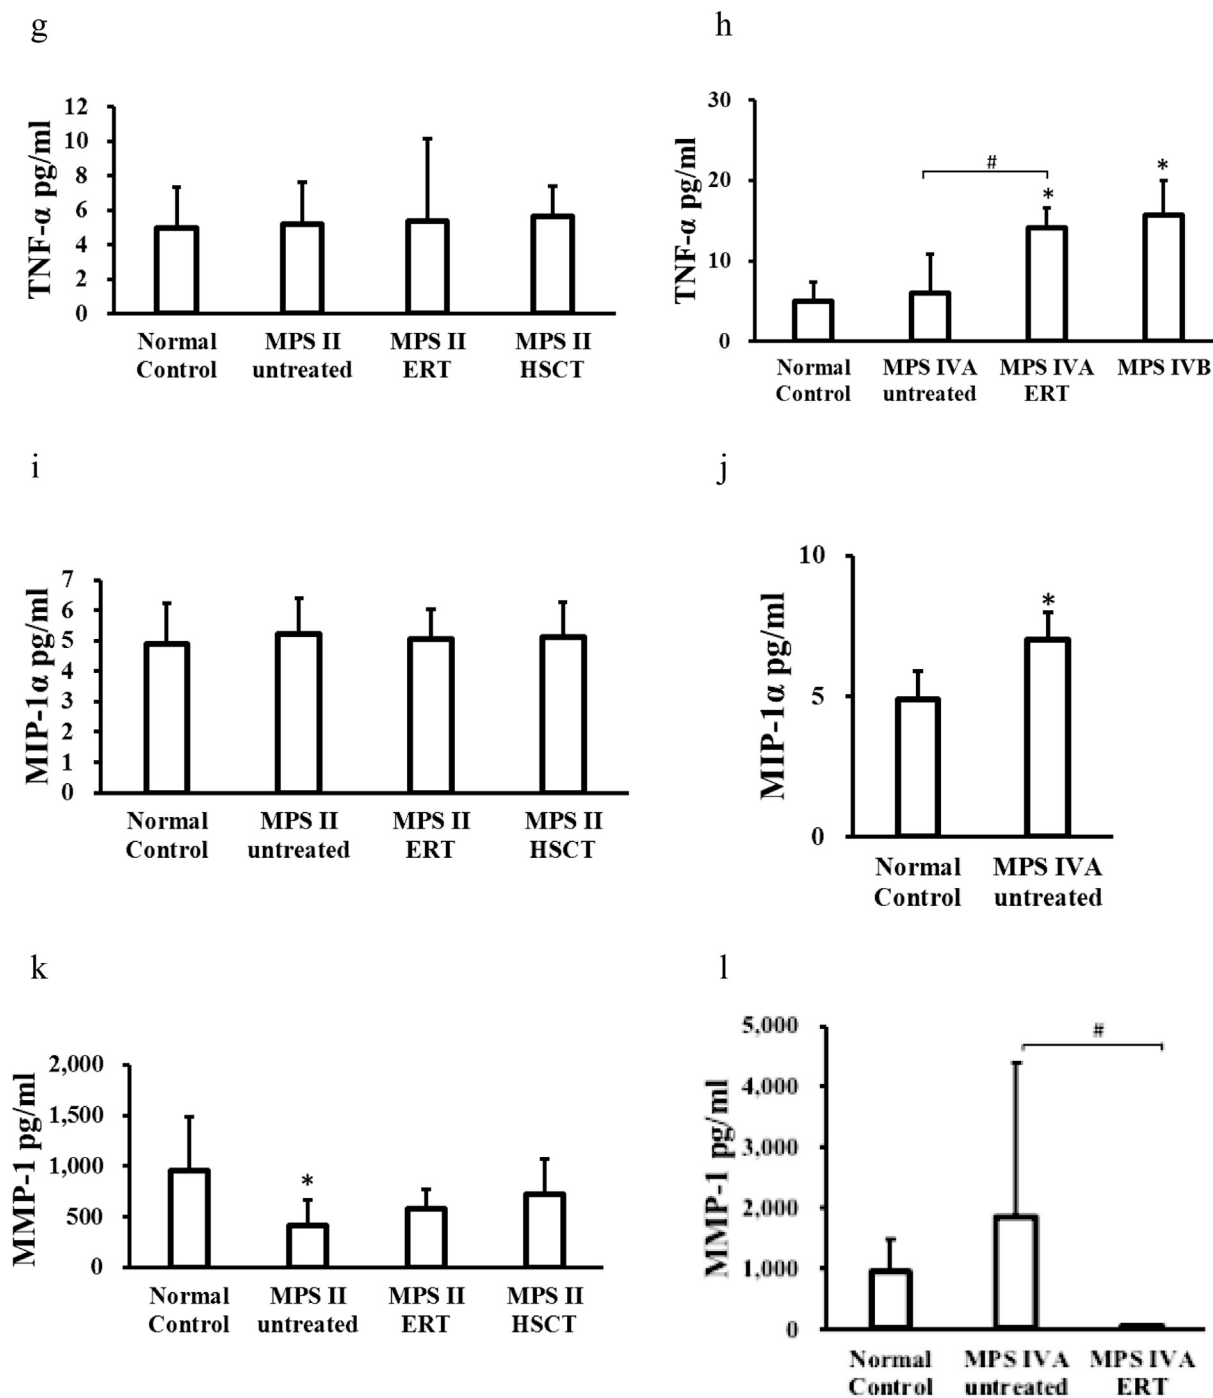 g
TNF-α pg/ml
12
10
8
6
4
2
0
Normal Control
MPS II untreated
MPS II ERT
MPS II HSCT
h
TNF-α pg/ml
30
20
10
0
#
*
*
Normal Control
MPS IVA untreated
MPS IVA ERT
MPS IVB
i
MIP-1α pg/ml
7
6
5
4
3
2
1
0
Normal Control
MPS II untreated
MPS II ERT
MPS II HSCT
j
MIP-1α pg/ml
10
5
0
*
Normal Control
MPS IVA untreated
k
MMP-1 pg/ml
2,000
1,500
1,000
500
0
*
Normal Control
MPS II untreated
MPS II ERT
MPS II HSCT
l
MMP-1 pg/ml
5,000
4,000
3,000
2,000
1,000
0
#
Normal Control
MPS IVA untreated
MPS IVA ERT